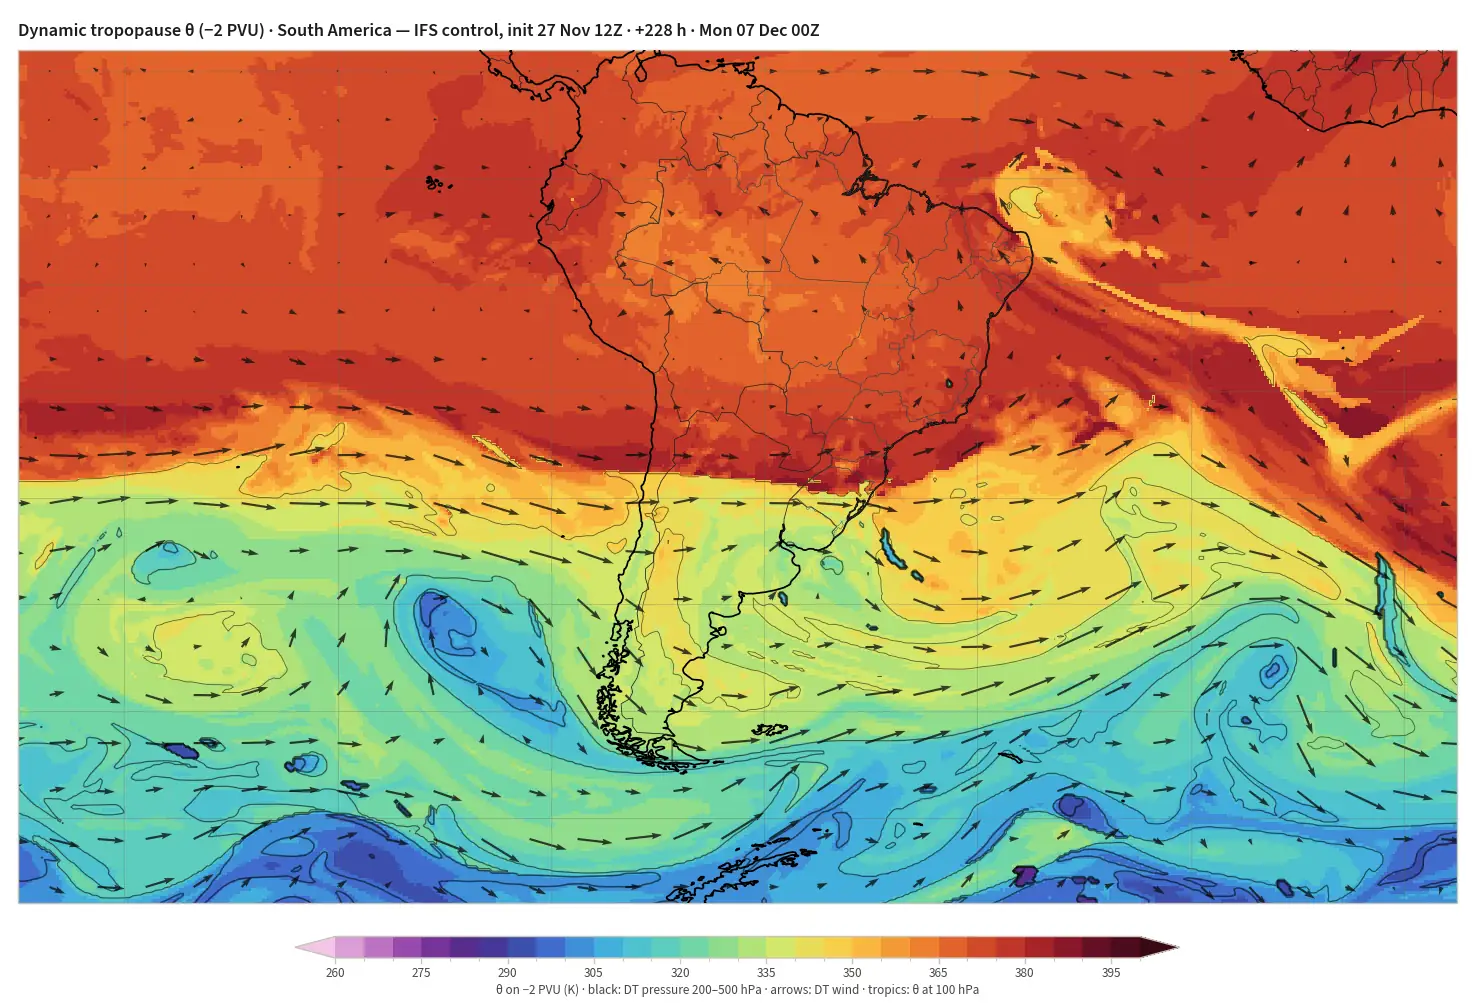 Dynamic tropopause θ (−2 PVU) · South America — IFS control, init 27 Nov 12Z · +228 h · Mon 07 Dec 00Z
260 275 290 305 320 335 350 365 380 395
θ on −2 PVU (K) · black: DT pressure 200–500 hPa · arrows: DT wind · tropics: θ at 100 hPa